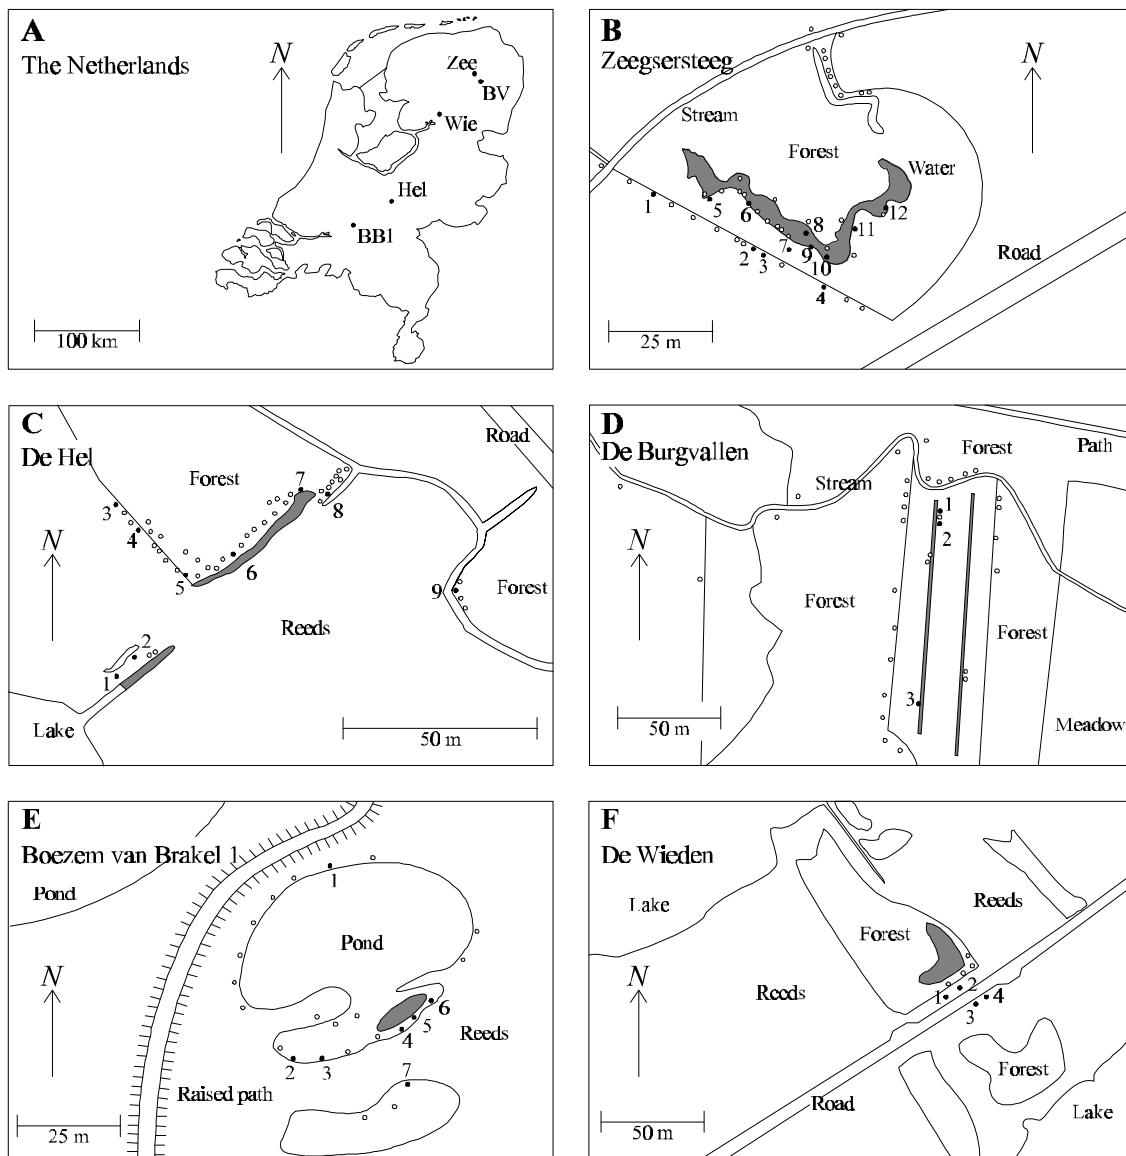 A
The Netherlands
N
Zee
BV
Wie
Hel
BB1
100 km
B
Zeegsersteeg
N
Stream
Forest
Water
1
5
6
8
12
11
7
9
2
3
10
4
Road
25 m
C
De Hel
Road
Forest
7
8
3
4
N
5
6
9
Forest
Reeds
2
1
Lake
50 m
D
De Burgvallen
Forest
Path
Stream
1
2
N
Forest
Forest
3
50 m
Meadow
E
Boezem van Brakel 1
Pond
1
Pond
N
6
5
4
Reeds
2
3
7
Raised path
25 m
F
De Wieden
Lake
Reeds
Forest
N
Reeds
1
2
4
3
Forest
Road
Lake
50 m